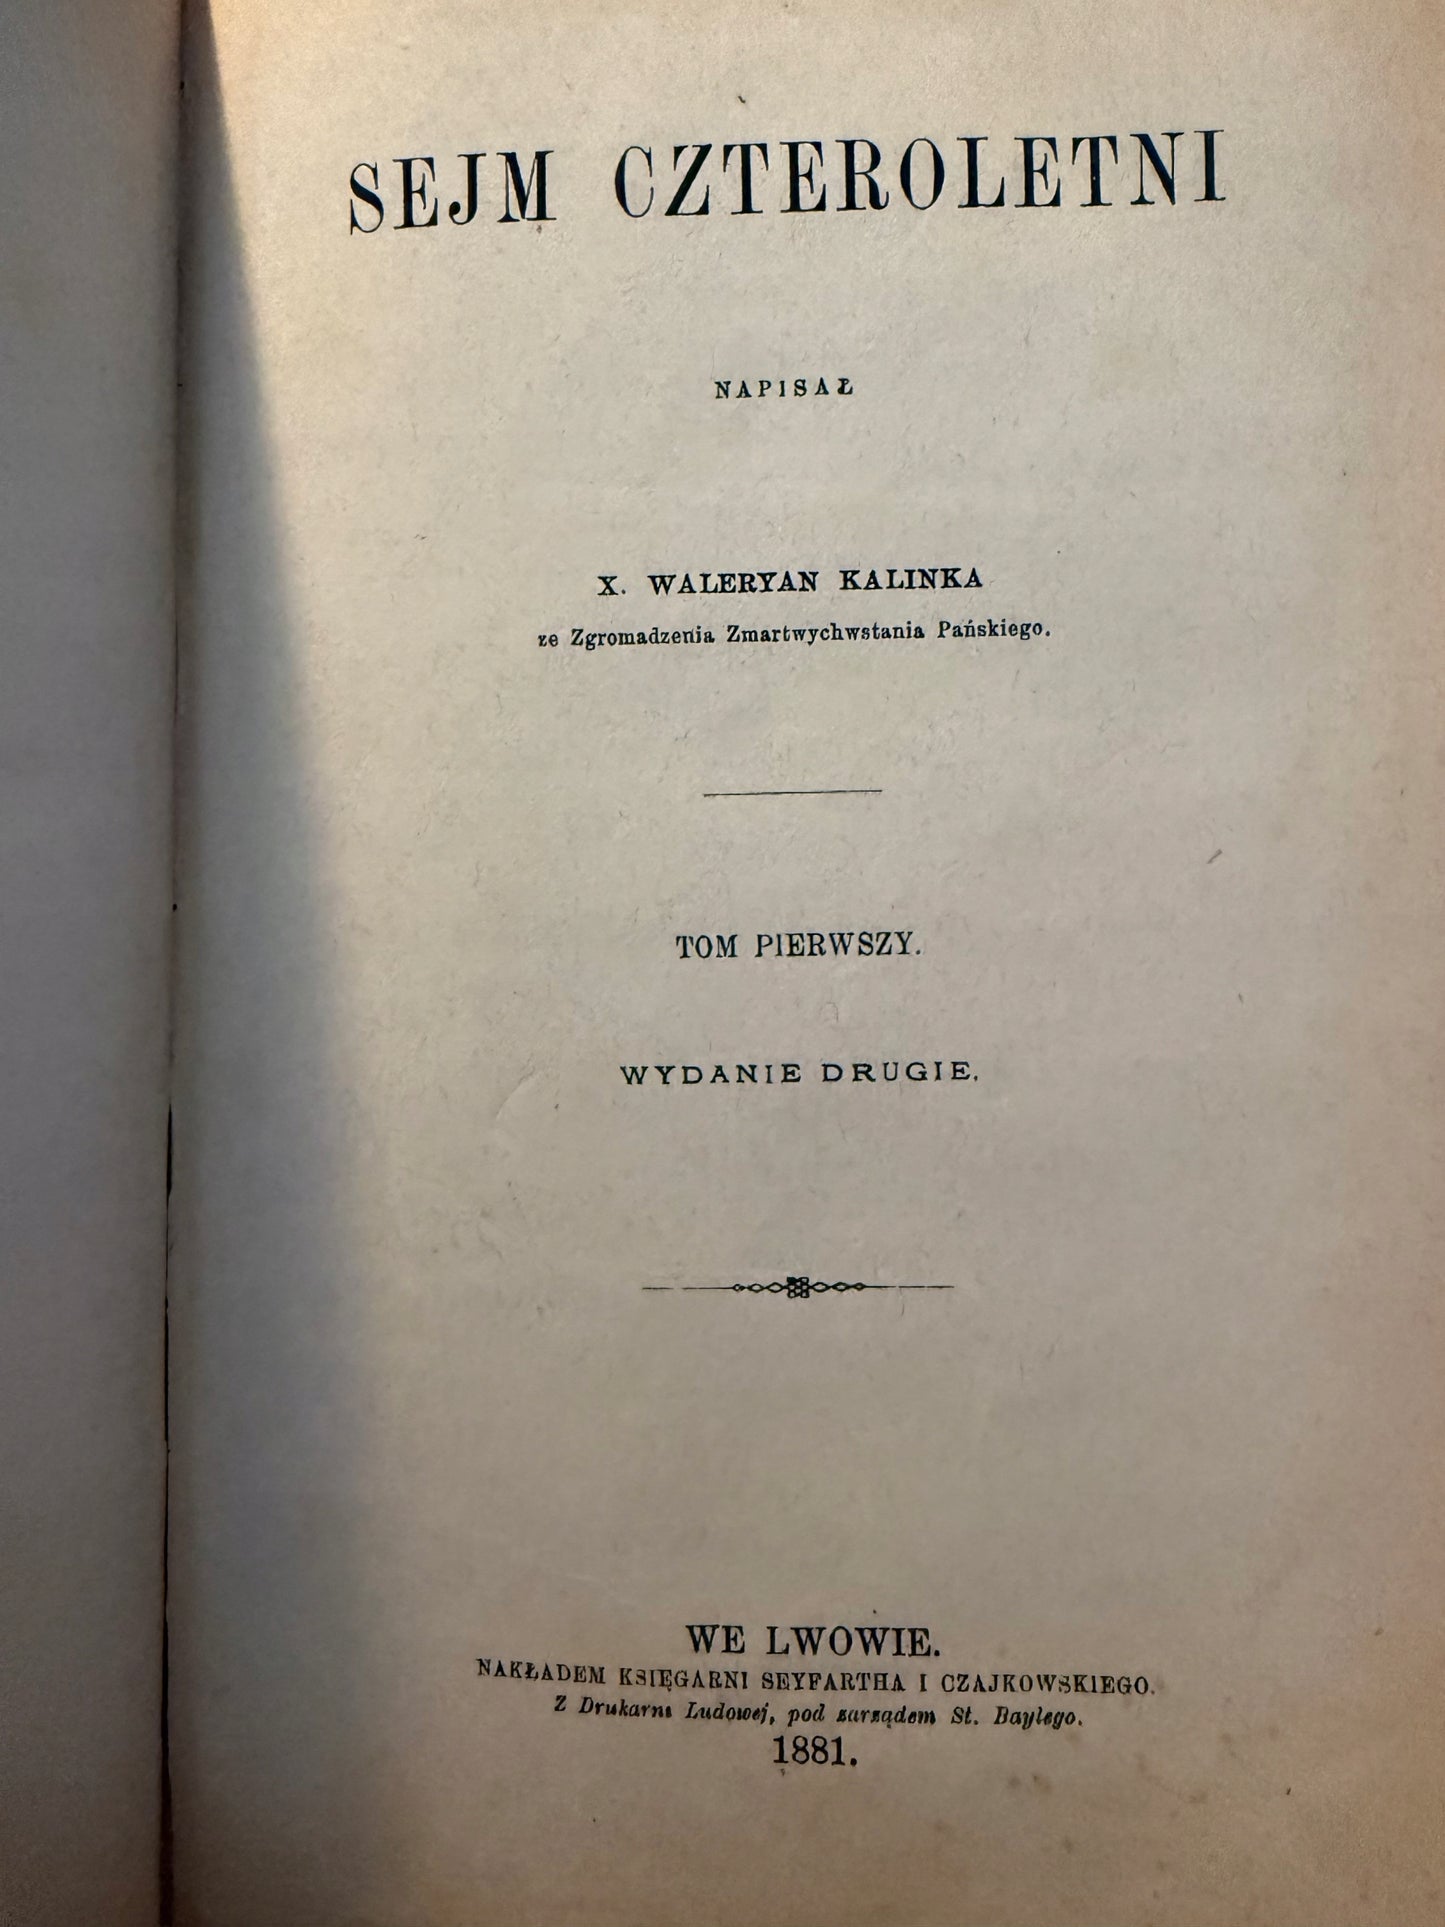 SEJM CZTEROLETNI
NAPISAŁ
X. WALERYAN KALINKA
ze Zgromadzenia Zmartwychwstania Pańskiego.
TOM PIERWSZY.
WYDANIE DRUGIE.
WE LWOWIE.
NAKŁADEM KSIĘGARNI SEYFARTHA I CZAJKOWSKIEGO.
Z Drukarni Ludowej, pod zarządem St. Baylego.
1881.